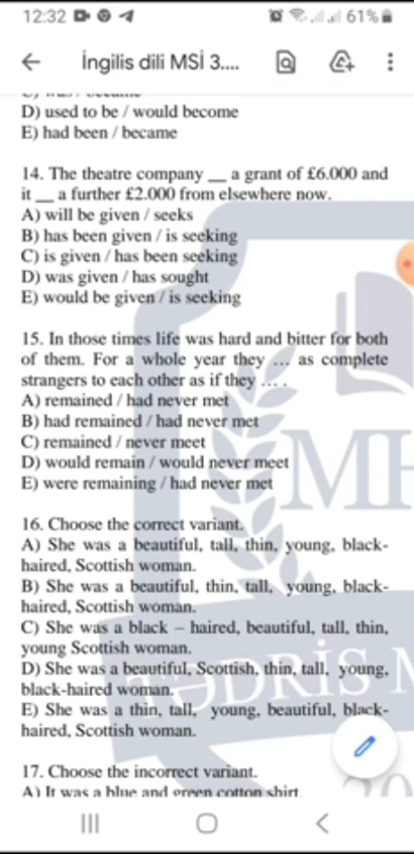 12:32
61%
İngilis dili MSİ 3....
D) used to be / would become
E) had been / became
14. The theatre company __ a grant of £6.000 and
it __ a further £2.000 from elsewhere now.
A) will be given / seeks
B) has been given / is seeking
C) is given / has been seeking
D) was given / has sought
E) would be given / is seeking
15. In those times life was hard and bitter for both
of them. For a whole year they … as complete
strangers to each other as if they … .
A) remained / had never met
B) had remained / had never met
C) remained / never meet
D) would remain / would never meet
E) were remaining / had never met
16. Choose the correct variant.
A) She was a beautiful, tall, thin, young, black-
haired, Scottish woman.
B) She was a beautiful, thin, tall, young, black-
haired, Scottish woman.
C) She was a black – haired, beautiful, tall, thin,
young Scottish woman.
D) She was a beautiful, Scottish, thin, tall, young,
black-haired woman.
E) She was a thin, tall, young, beautiful, black-
haired, Scottish woman.
17. Choose the incorrect variant.
A) It was a blue and green cotton shirt.